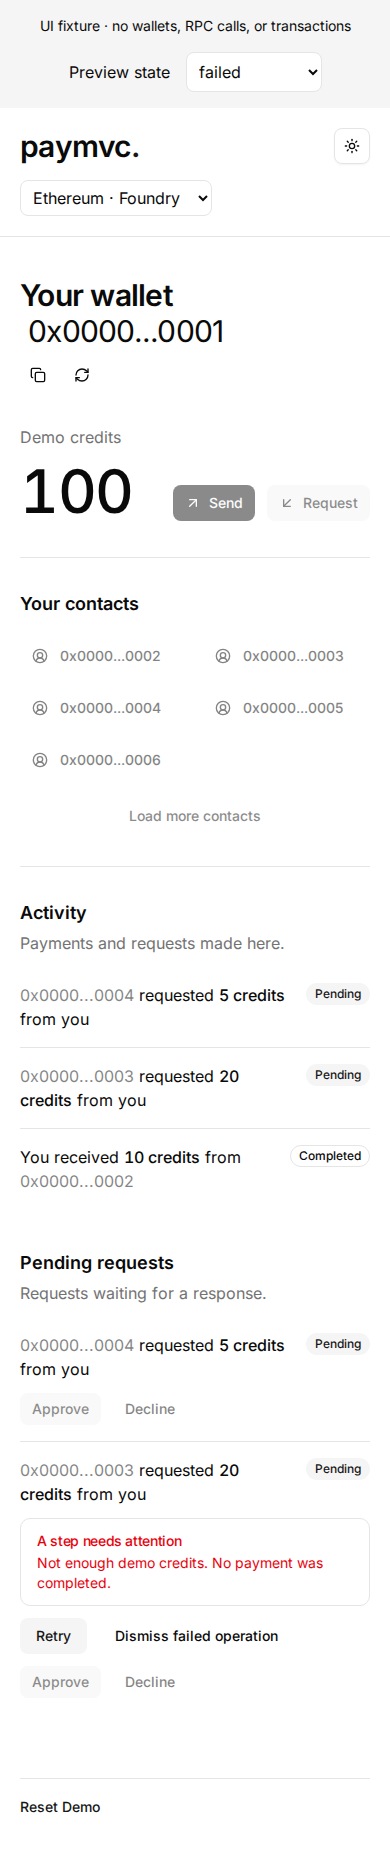 UI fixture · no wallets, RPC calls, or transactions
Preview state failed
paymvc.
Ethereum · Foundry
Your wallet
0x0000...0001
Demo credits
100
Send Request
Your contacts
0x0000...0002 0x0000...0003
0x0000...0004 0x0000...0005
0x0000...0006
Load more contacts
Activity
Payments and requests made here.
0x0000...0004 requested 5 credits Pending
from you
0x0000...0003 requested 20 Pending
credits from you
You received 10 credits from Completed
0x0000...0002
Pending requests
Requests waiting for a response.
0x0000...0004 requested 5 credits Pending
from you
Approve Decline
0x0000...0003 requested 20 Pending
credits from you
A step needs attention
Not enough demo credits. No payment was
completed.
Retry Dismiss failed operation
Approve Decline
Reset Demo